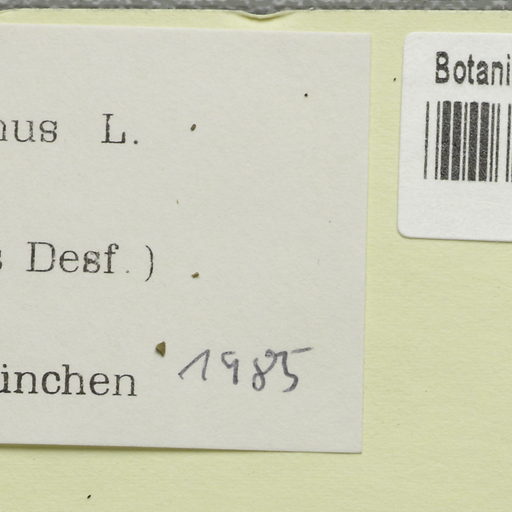 nus L.
Botani
s Desf.)
inchen 1985